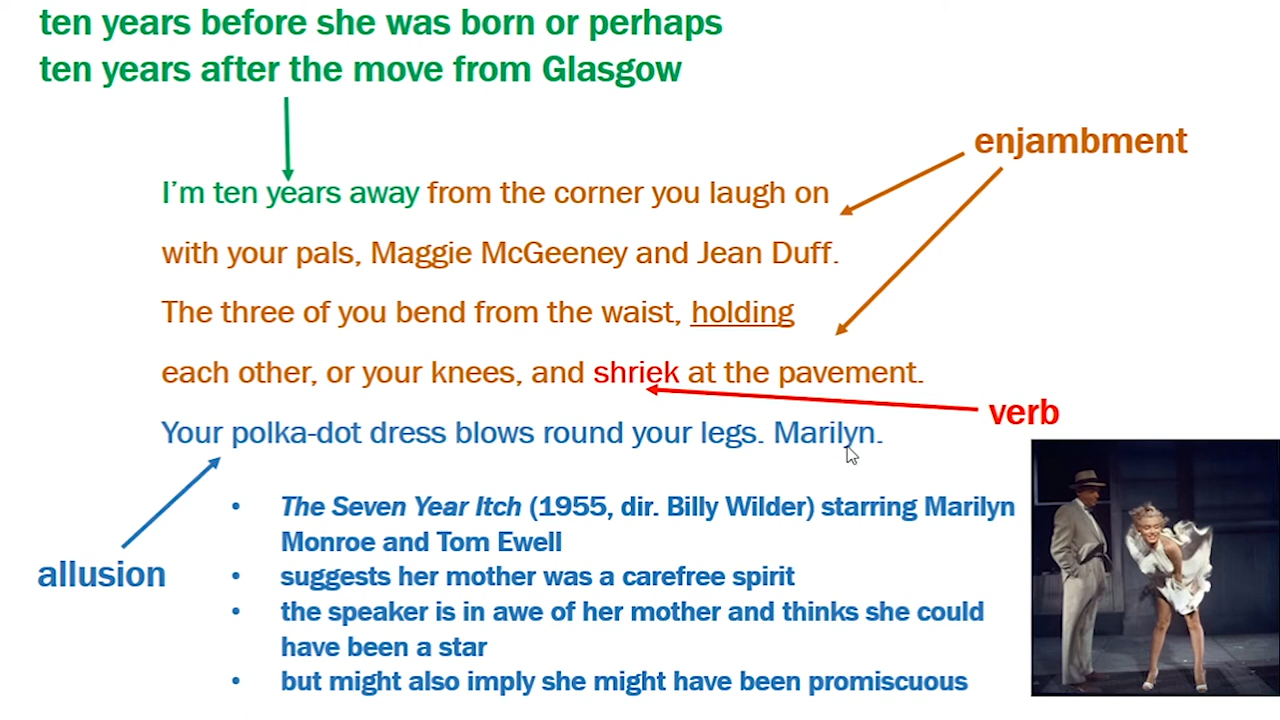 ten years before she was born or perhaps
ten years after the move from Glasgow
enjambment
I'm ten years away from the corner you laugh on
with your pals, Maggie McGeeney and Jean Duff.
The three of you bend from the waist, holding
each other, or your knees, and shriek at the pavement.
verb
Your polka-dot dress blows round your legs. Marilyn.
allusion
• The Seven Year Itch (1955, dir. Billy Wilder) starring Marilyn
Monroe and Tom Ewell
• suggests her mother was a carefree spirit
• the speaker is in awe of her mother and thinks she could
have been a star
• but might also imply she might have been promiscuous